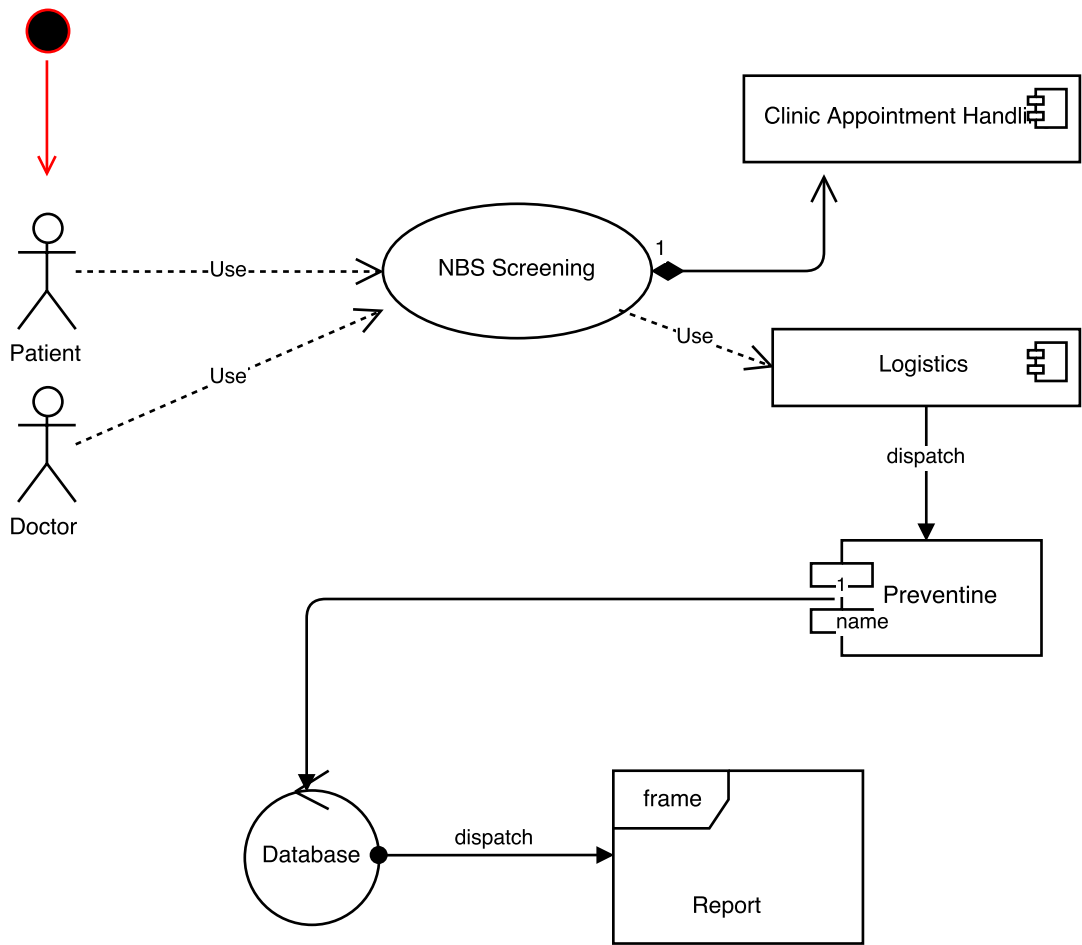 Clinic Appointment Handli
1
NBS Screening
Use
Use
Logistics
Patient
Use
dispatch
Doctor
1
Preventine
name
frame
dispatch
Database
Report